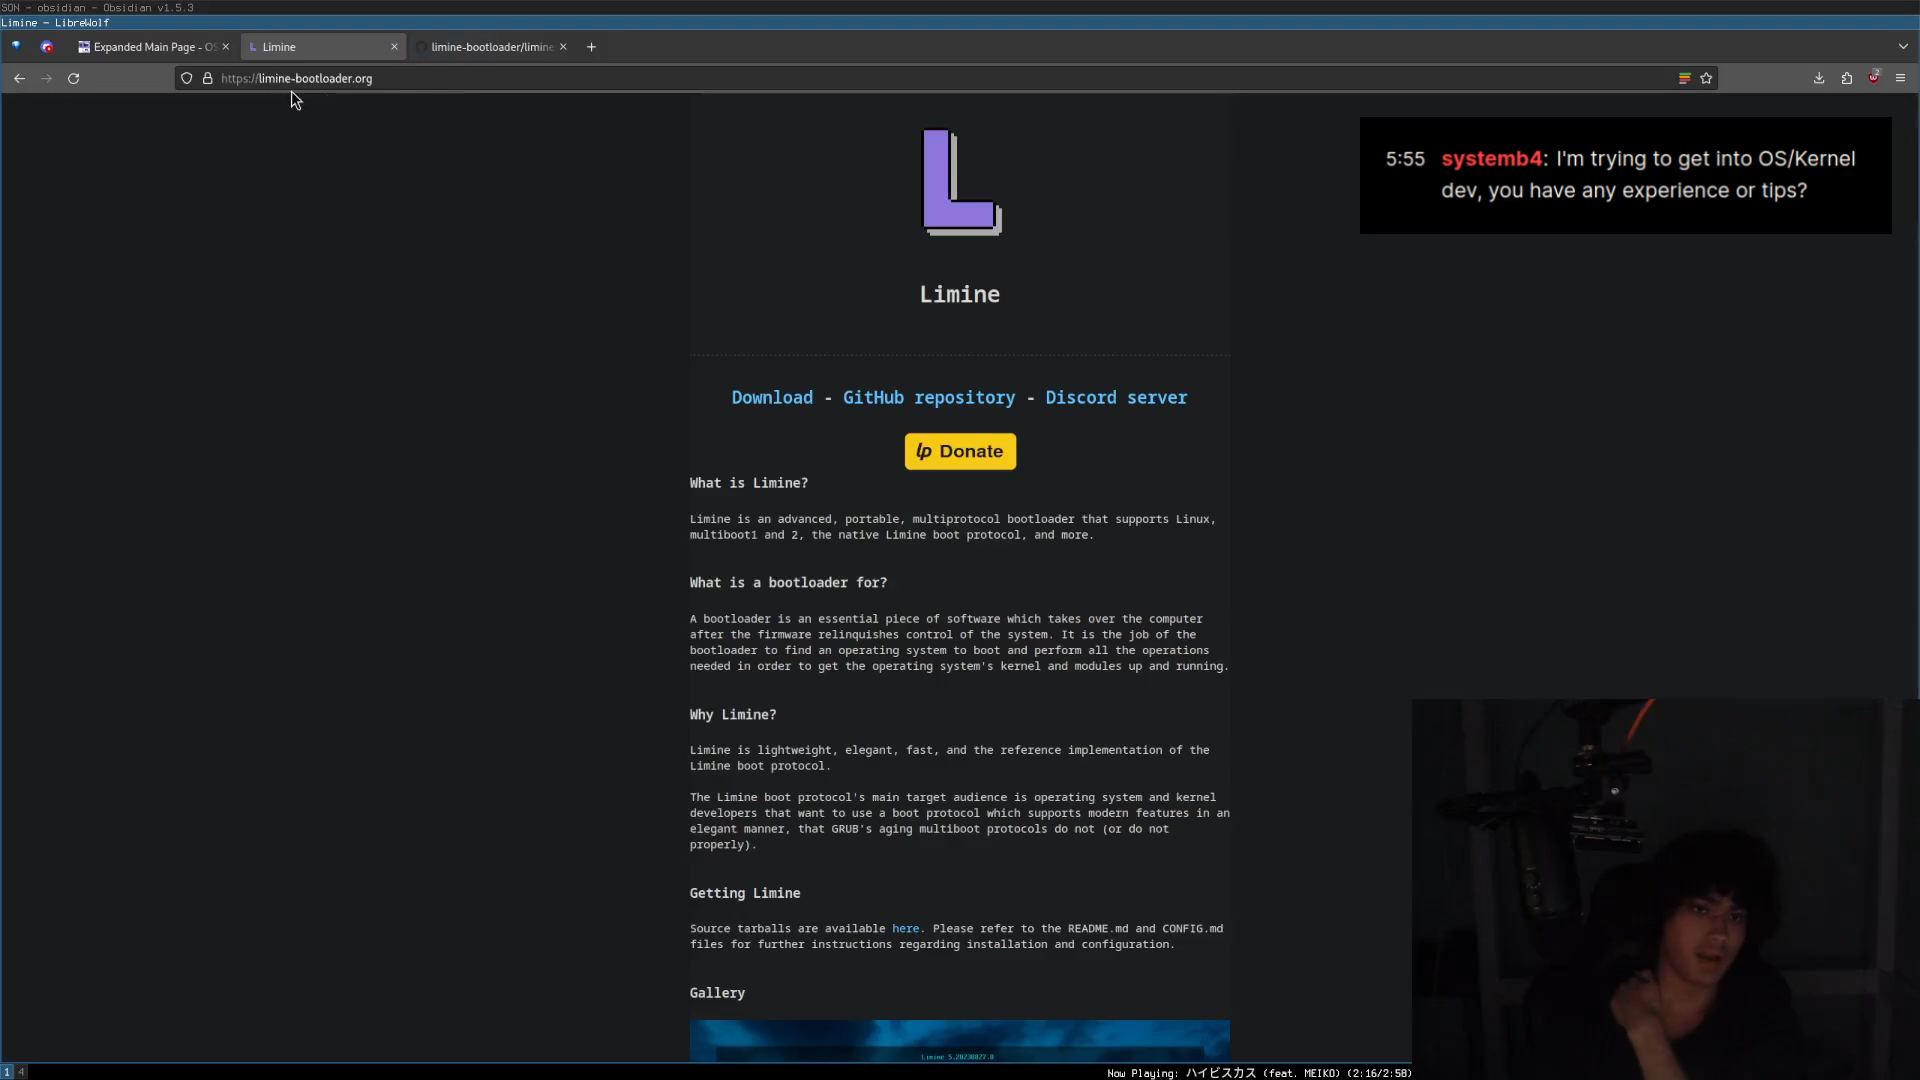 SON - obsidian - Obsidian v1.5.3
Limine — LibreWolf
Expanded Main Page - OS
Limine
limine-bootloader/limine
https://limine-bootloader.org
2
5:55 systemb4: I'm trying to get into OS/Kernel
dev, you have any experience or tips?
Limine
Download - GitHub repository - Discord server
lp Donate
What is Limine?
Limine is an advanced, portable, multiprotocol bootloader that supports Linux,
multiboot1 and 2, the native Limine boot protocol, and more.
What is a bootloader for?
A bootloader is an essential piece of software which takes over the computer
after the firmware relinquishes control of the system. It is the job of the
bootloader to find an operating system to boot and perform all the operations
needed in order to get the operating system's kernel and modules up and running.
Why Limine?
Limine is lightweight, elegant, fast, and the reference implementation of the
Limine boot protocol.
The Limine boot protocol's main target audience is operating system and kernel
developers that want to use a boot protocol which supports modern features in an
elegant manner, that GRUB's aging multiboot protocols do not (or do not
properly).
Getting Limine
Source tarballs are available here. Please refer to the README.md and CONFIG.md
files for further instructions regarding installation and configuration.
Gallery
Limine 5.20230827.0
1 4
Now Playing: ハイビスカス (feat. MEIKO) (2:16/2:58)